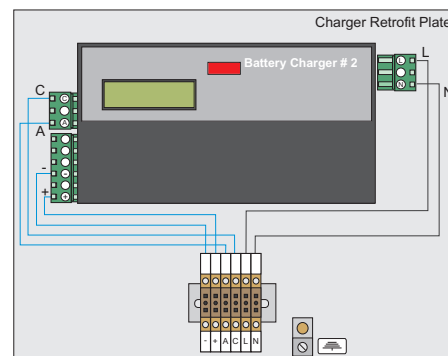 Charger Retrofit Plate
Battery Charger # 2
L
N
C
A
-
+
L
N
C
A
-
+
- + A C L N